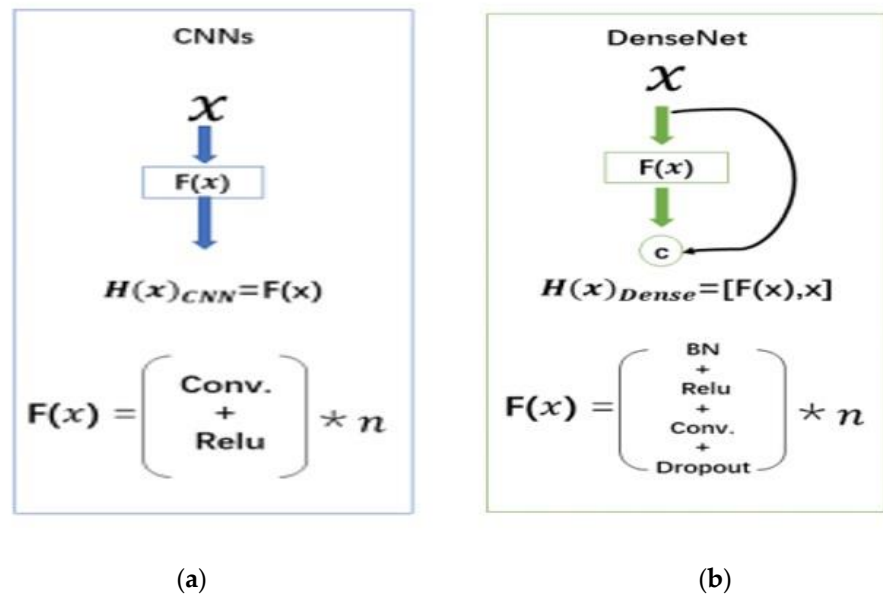 CNNs
x
F(x)
H(x)CNN=F(x)
F(x) = ( Conv. + Relu ) * n
(a)
DenseNet
x
F(x)
c
H(x)Dense=[F(x),x]
F(x) = ( BN + Relu + Conv. + Dropout ) * n
(b)